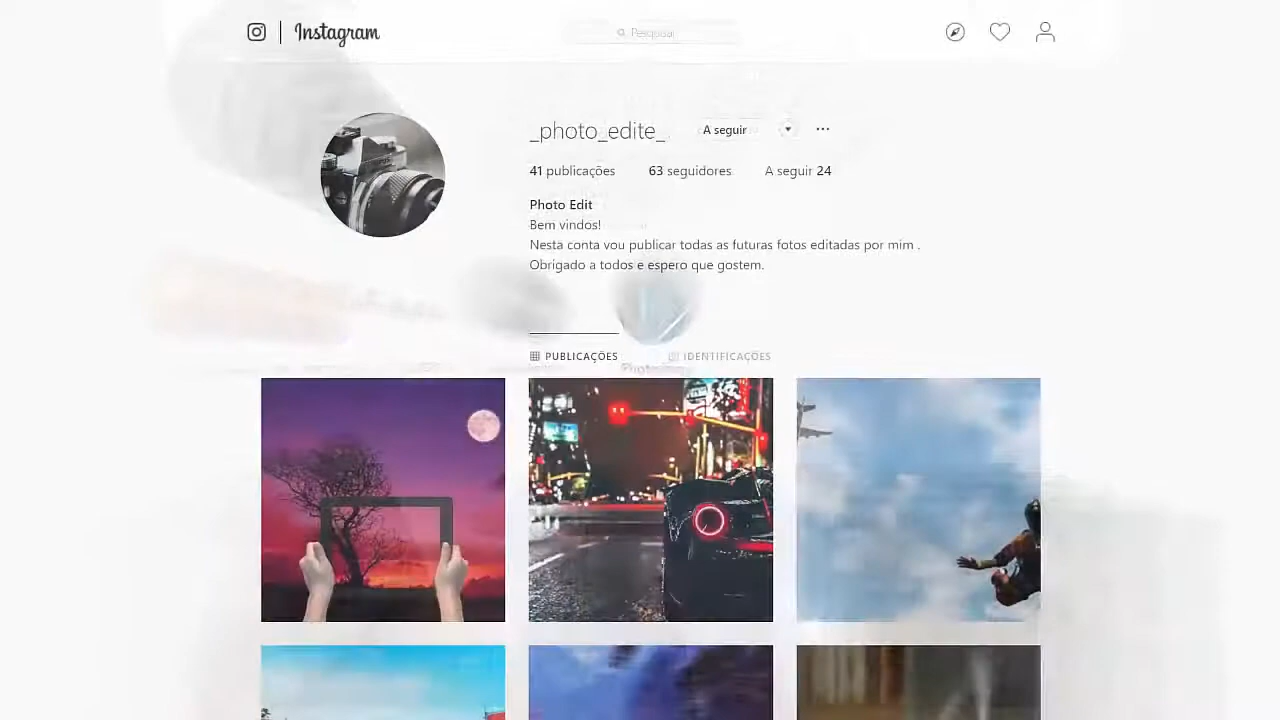 Instagram
Pesquisar
_photo_edite_ A seguir
41 publicações 63 seguidores A seguir 24
Photo Edit
Bem vindos!
Nesta conta vou publicar todas as futuras fotos editadas por mim .
Obrigado a todos e espero que gostem.
PUBLICAÇÕES IDENTIFICAÇÕES